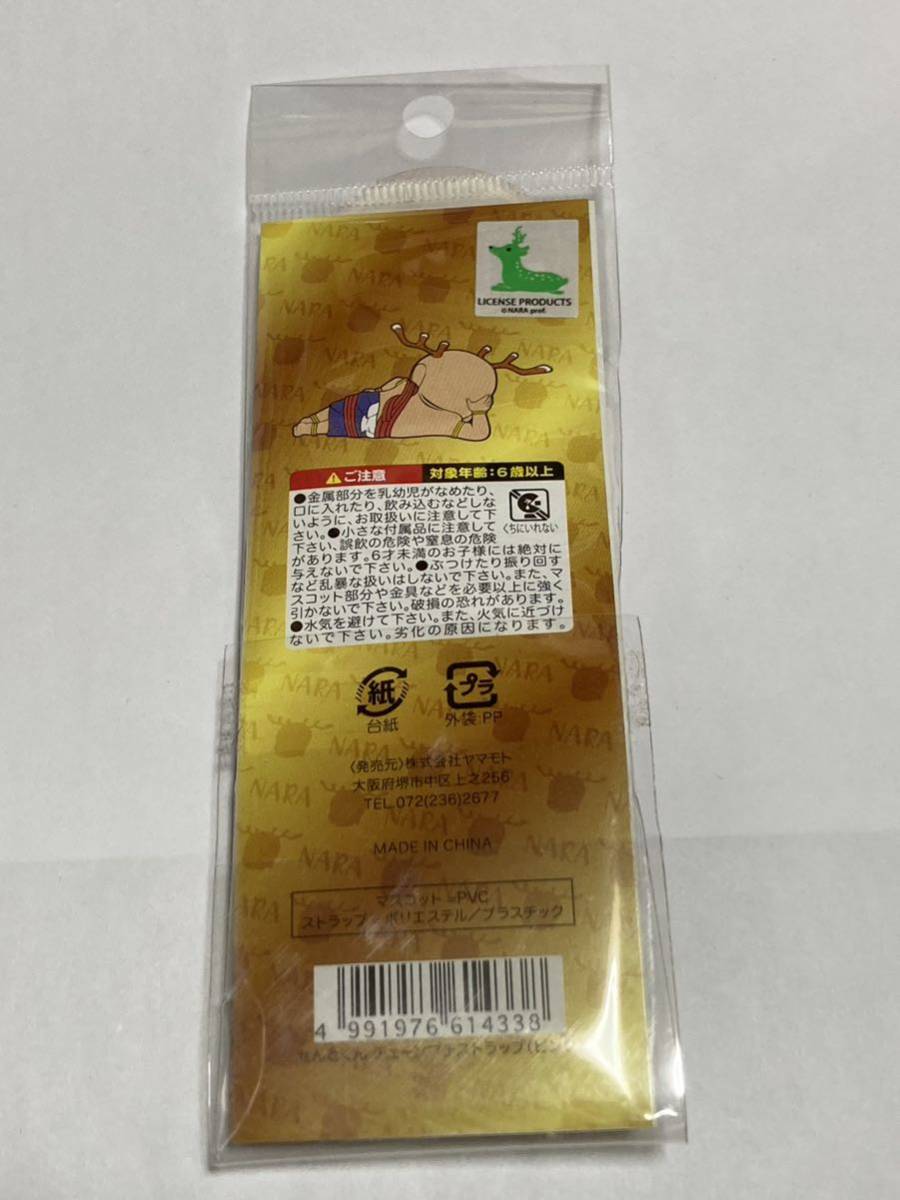 LICENSE PRODUCTS
©NARA pref.
⚠ご注意 対象年齢:6歳以上
●金属部分を乳幼児がなめたり、
口に入れたり、飲み込むなどしな
いように、お取扱いに注意して下
さい。●小さな付属品に注意して
くちにいれない
下さい、誤飲の危険や窒息の危険
があります。6才未満のお子様には絶対に
与えないで下さい。●ぶつけたり振り回す
など乱暴な扱いはしないで下さい。また、マ
スコット部分や金具などを必要以上に強く
引かないで下さい。破損の恐れがあります。
●水気を避けて下さい。また、火気に近づけ
ないで下さい。劣化の原因になります。
紙 プラ
台紙 外袋:PP
〈発売元〉株式会社ヤマモト
大阪府堺市中区上之256
TEL.072(236)2677
MADE IN CHINA
マスコット=PVC
ストラップ=ポリエステル/プラスチック
4 991976 614338
NARA
NARA
NARA
NARA
NARA